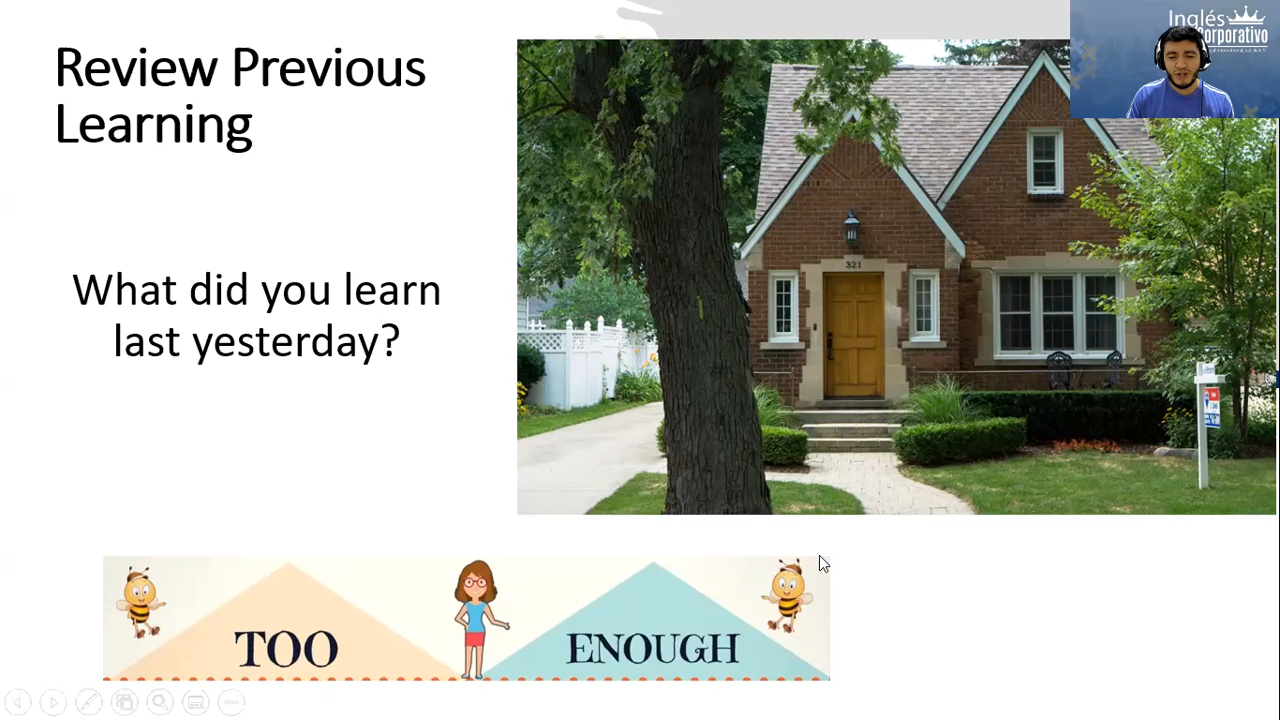 Review Previous
Learning
Inglés
Corporativo
321
What did you learn
last yesterday?
TOO
ENOUGH